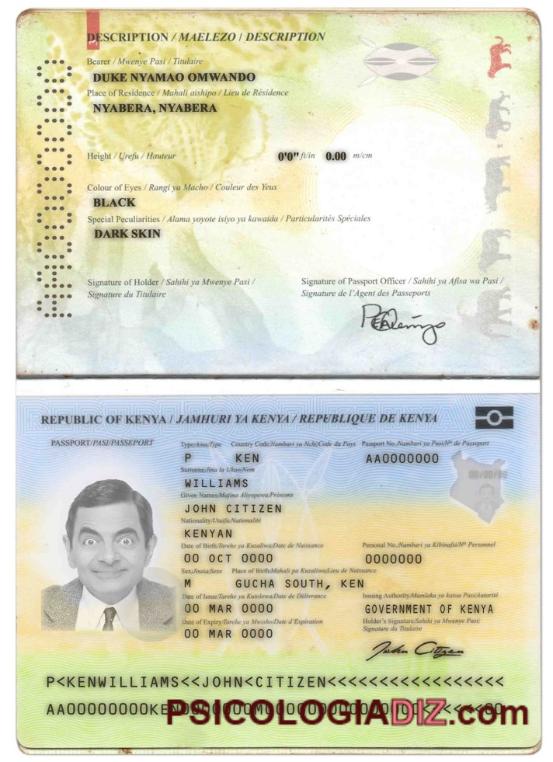 DESCRIPTION / MAELEZO / DESCRIPTION
Bearer / Mwenye Pasi / Titulaire
DUKE NYAMAO OMWANDO
Place of Residence / Mahali aishipo / Lieu de Résidence
NYABERA, NYABERA
Height / Urefu / Hauteur 0'0" ft/in 0.00 m/cm
Colour of Eyes / Rangi ya Macho / Couleur des Yeux
BLACK
Special Peculiarities / Alama yoyote isiyo ya kawaida / Particularités Spéciales
DARK SKIN
Signature of Holder / Sahihi ya Mwenye Pasi /
Signature du Titulaire
Signature of Passport Officer / Sahihi ya Afisa wa Pasi /
Signature de l'Agent des Passeports
REPUBLIC OF KENYA / JAMHURI YA KENYA / REPUBLIQUE DE KENYA
PASSPORT/PASI/PASSEPORT
Type/Aina/Type Country Code/Nambari ya Nchi/Code du Pays Passport No./Nambari ya Pasi/Nº de Passeport
P KEN AA0000000
Surname/Jina la Ukoo/Nom
WILLIAMS
Given Names/Majina Aliyopewa/Prénoms
JOHN CITIZEN
Nationality/Utaifa/Nationalité
KENYAN
Date of Birth/Tarehe ya Kuzaliwa/Date de Naissance Personal No./Nambari ya Kibinafsi/Nº Personnel
00 OCT 0000 0000000
Sex/Jinsia/Sexe Place of Birth/Mahali pa Kuzaliwa/Lieu de Naissance
M GUCHA SOUTH, KEN
Date of Issue/Tarehe ya Kutolewa/Date de Délivrance Issuing Authority/Mamlaka ya kutoa Pasi/Autorité
00 MAR 0000 GOVERNMENT OF KENYA
Date of Expiry/Tarehe ya Mwisho/Date d'Expiration Holder's Signature/Sahihi ya Mwenye Pasi/
Signature du Titulaire
00 MAR 0000
John Citizen
P<KENWILLIAMS<<JOHN<CITIZEN<<<<<<<<<<<<<<<<<
PSICOLOGIADIZ.com